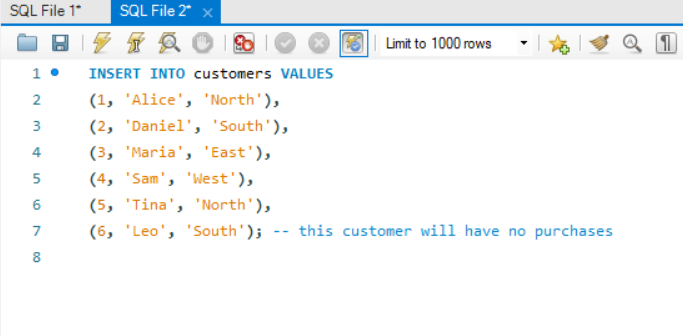 SQL File 1* SQL File 2* ×
Limit to 1000 rows
1 INSERT INTO customers VALUES
2 (1, 'Alice', 'North'),
3 (2, 'Daniel', 'South'),
4 (3, 'Maria', 'East'),
5 (4, 'Sam', 'West'),
6 (5, 'Tina', 'North'),
7 (6, 'Leo', 'South'); -- this customer will have no purchases
8